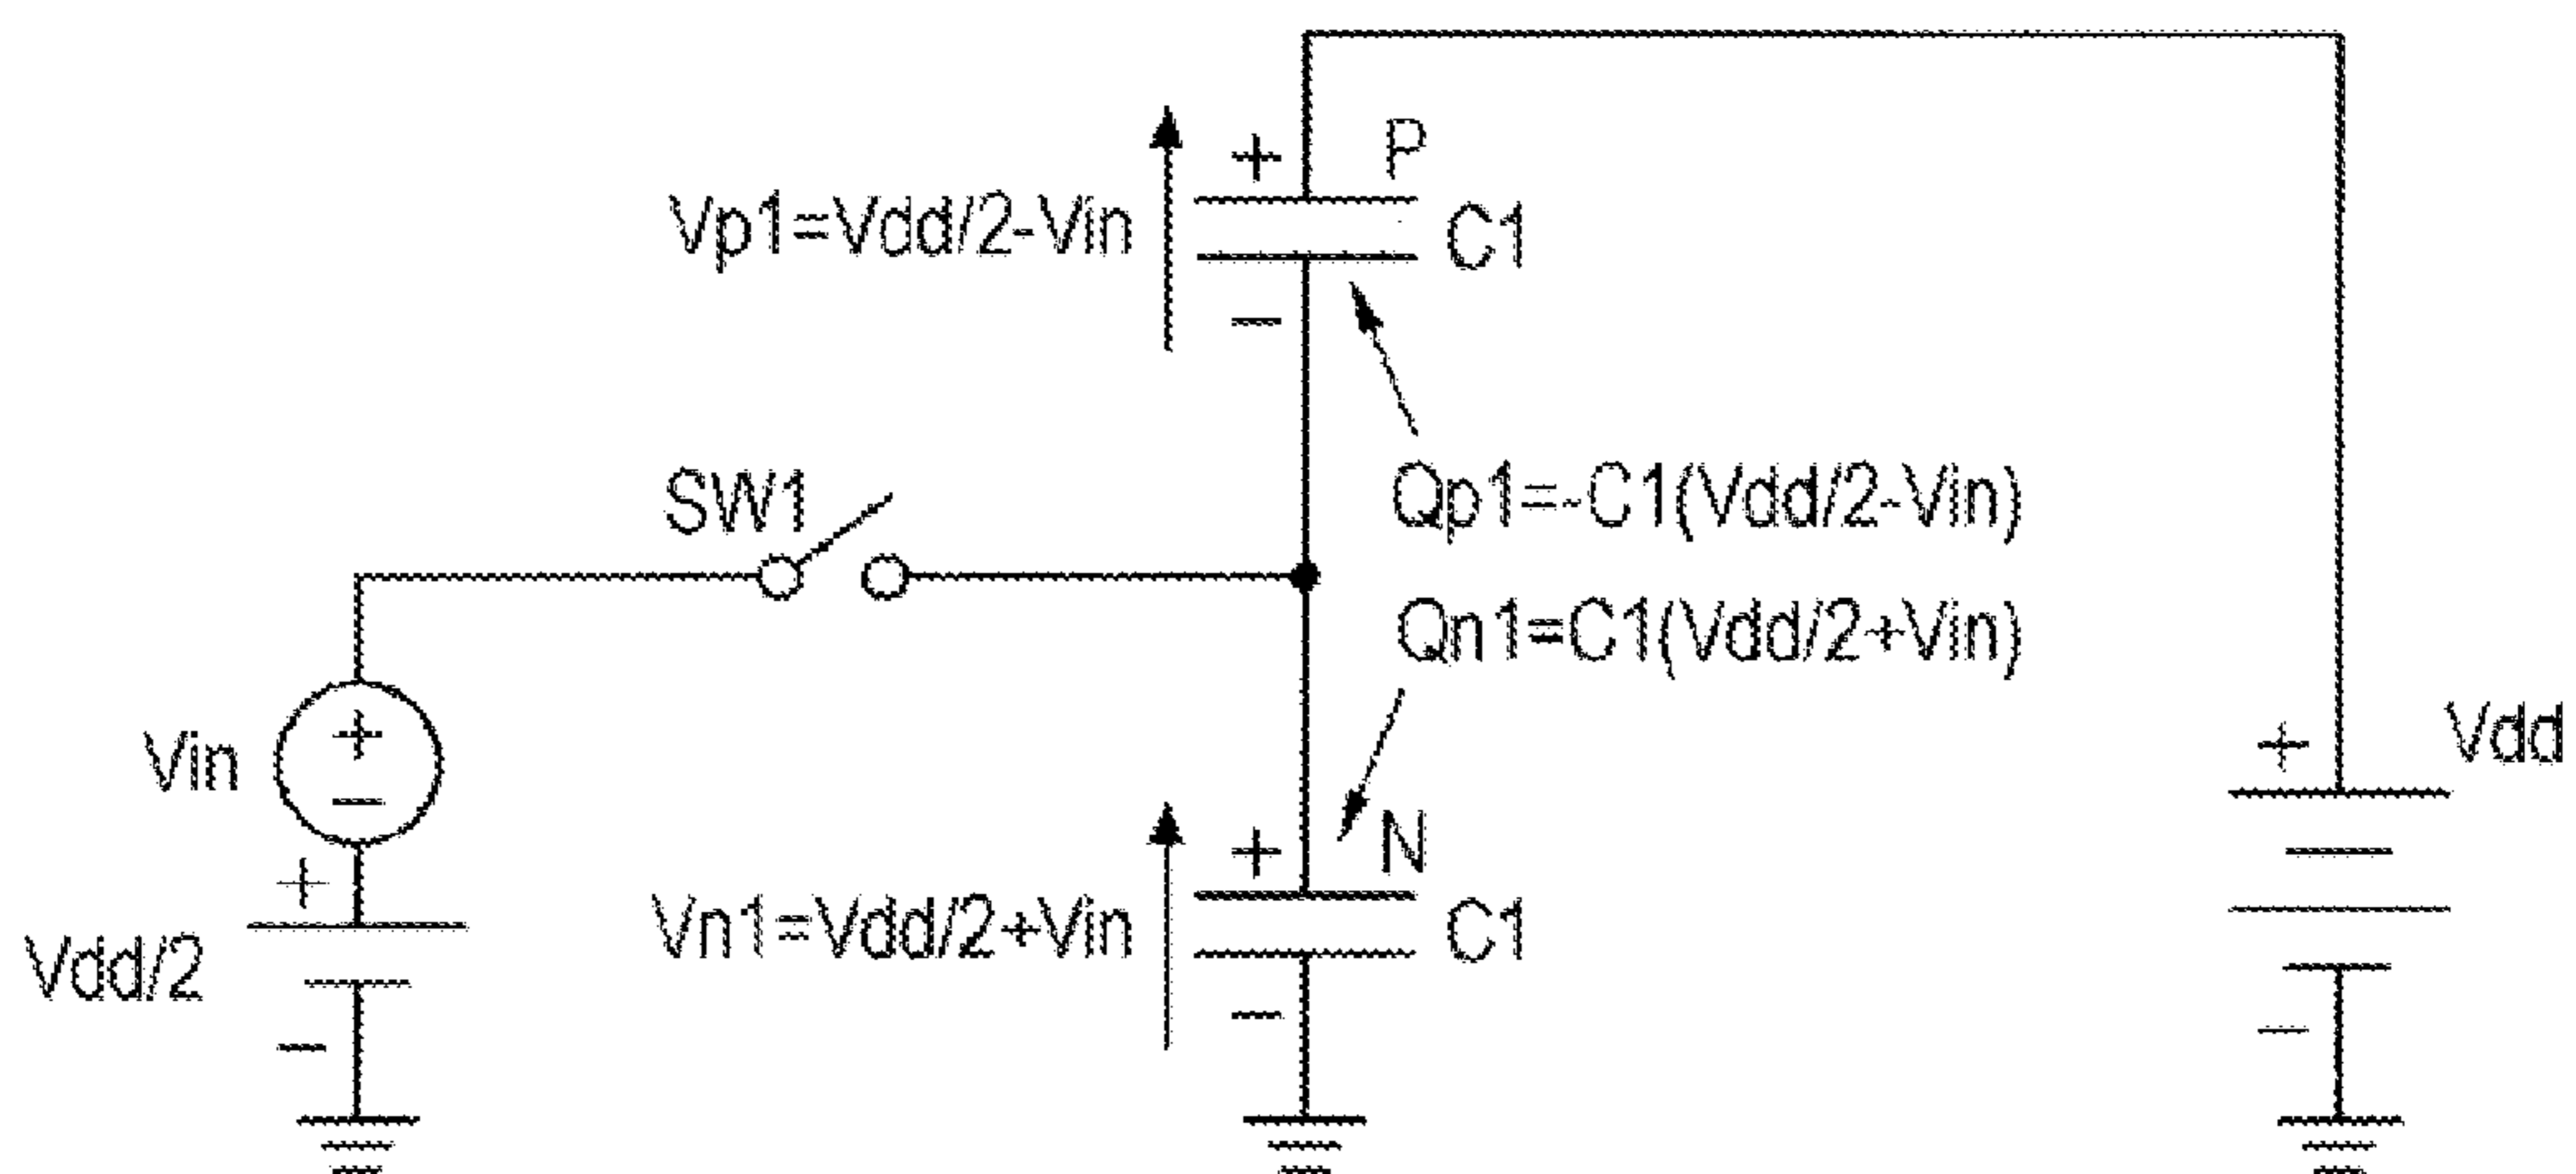 + P
Vp1=Vdd/2-Vin
C1
−
SW1
Qp1=-C1(Vdd/2-Vin)
Qn1=C1(Vdd/2+Vin)
Vin
+
−
+
Vdd
+
+ N
Vn1=Vdd/2+Vin
C1
Vdd/2
−
−
−